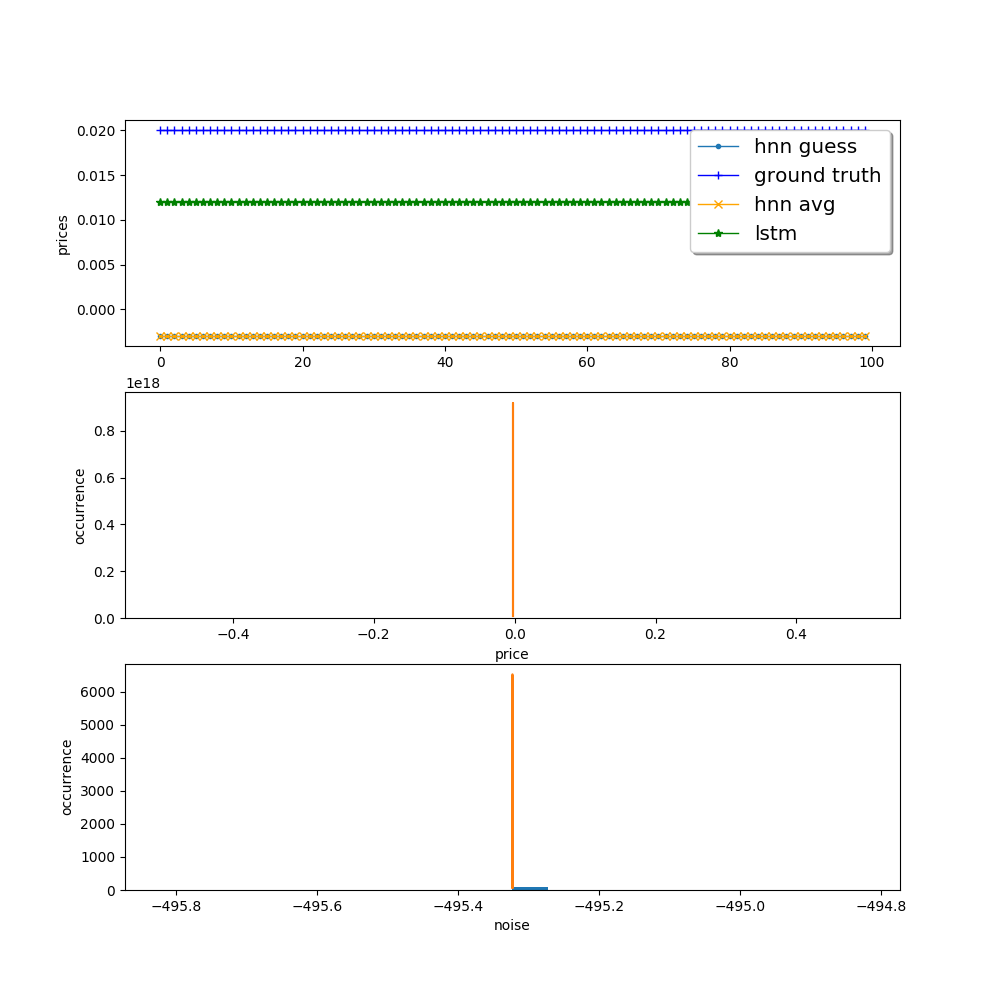 0.020
0.015
0.010
0.005
0.000
prices
hnn guess
ground truth
hnn avg
lstm
0 20 40 60 80 100
1e18
0.8
0.6
0.4
0.2
0.0
occurrence
−0.4 −0.2 0.0 0.2 0.4
price
6000
5000
4000
3000
2000
1000
0
occurrence
−495.8 −495.6 −495.4 −495.2 −495.0 −494.8
noise